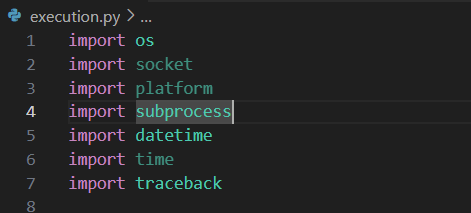 execution.py > ...
1 import os
2 import socket
3 import platform
4 import subprocess
5 import datetime
6 import time
7 import traceback
8